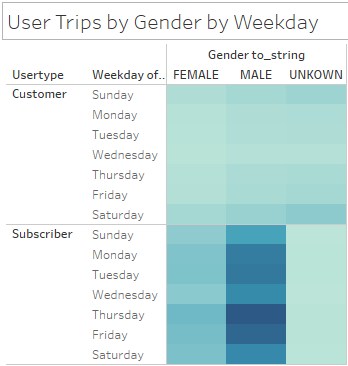 User Trips by Gender by Weekday
Gender to_string
Usertype Weekday of.. FEMALE MALE UNKOWN
Customer Sunday
Monday
Tuesday
Wednesday
Thursday
Friday
Saturday
Subscriber Sunday
Monday
Tuesday
Wednesday
Thursday
Friday
Saturday